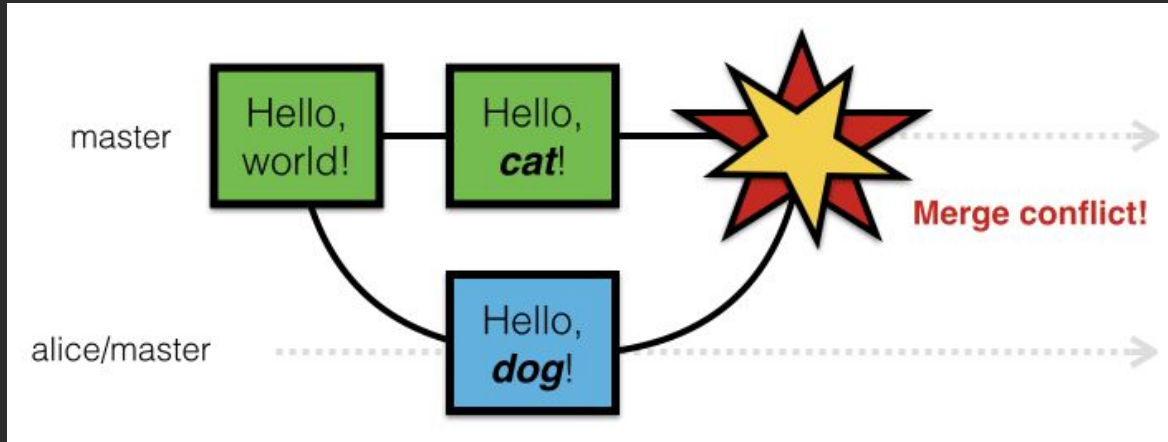 master
Hello,
world!
Hello,
cat!
Merge conflict!
alice/master
Hello,
dog!